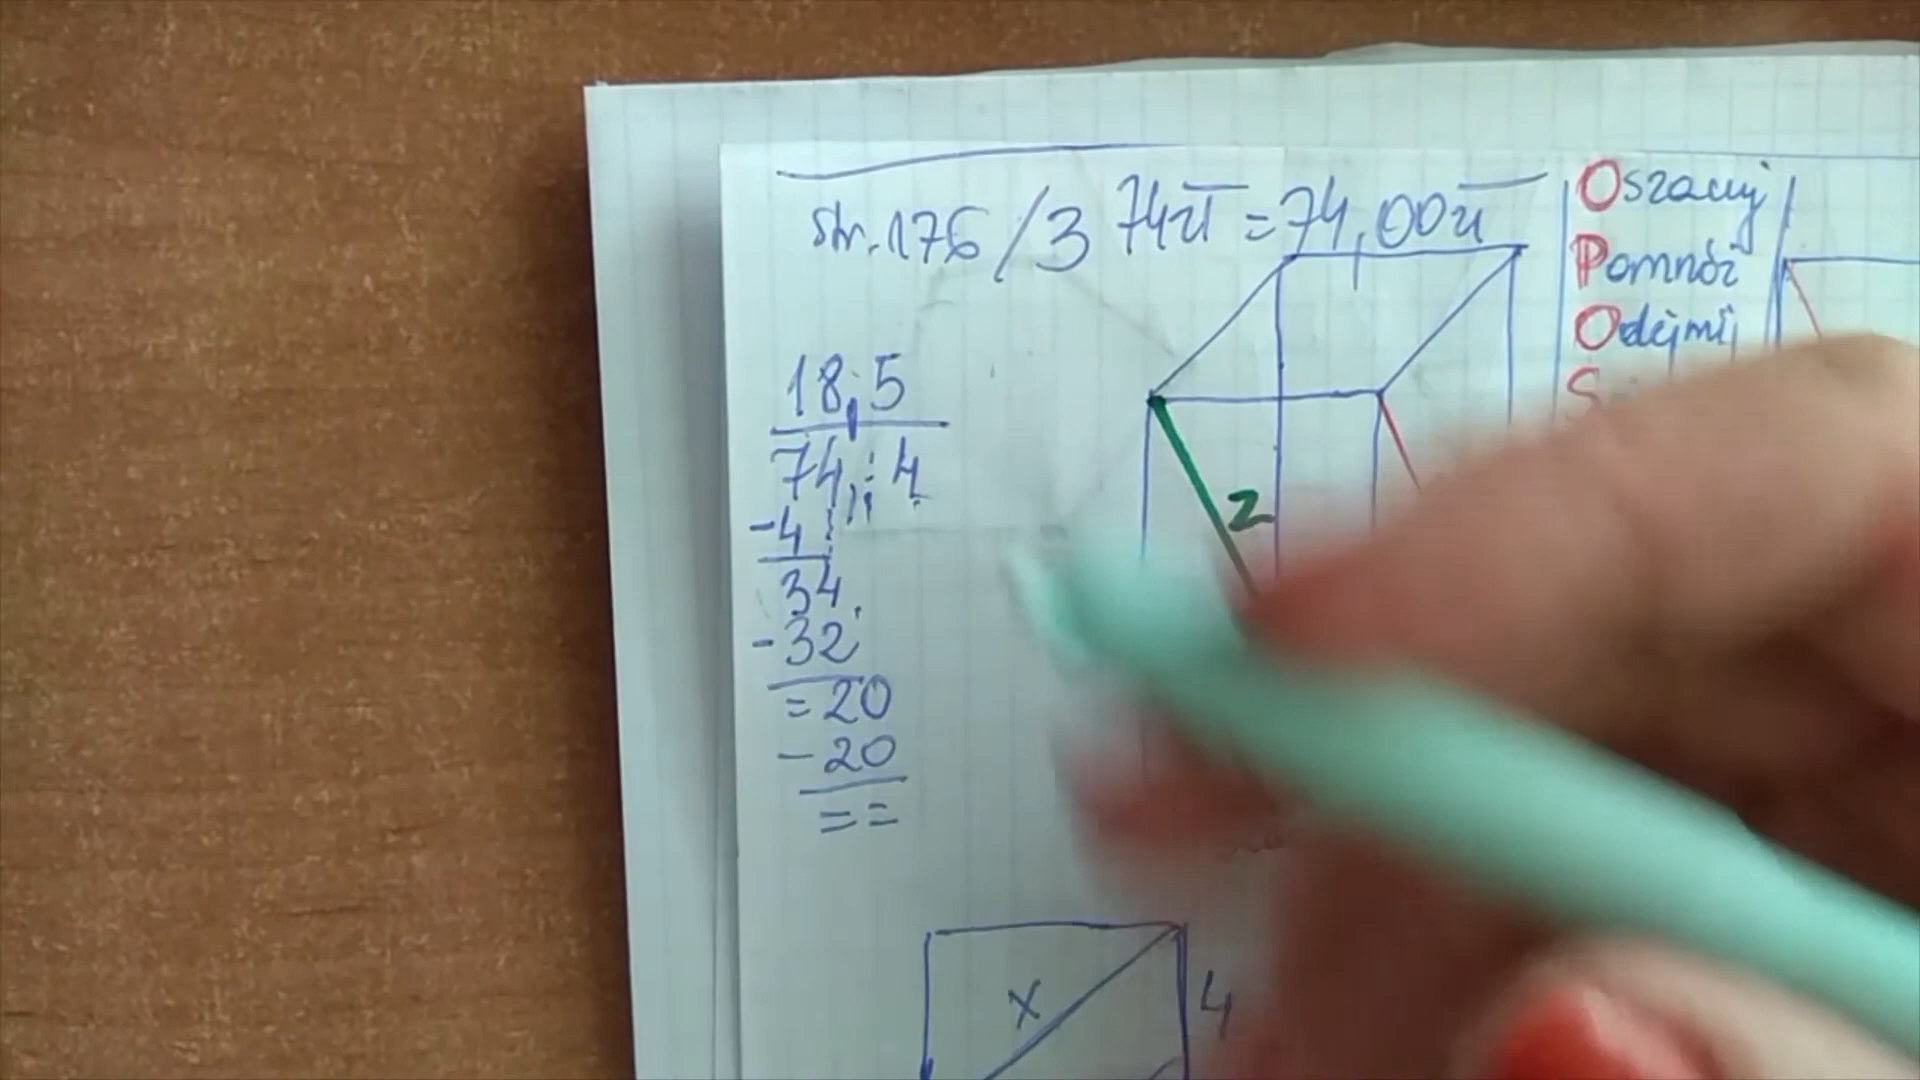 str. 176/3 74zł = 74,00zł
18,5
74,:4
-4
34
-32
=20
-20
==
Oszacuj
Pomnóż
Odejmij
z
x
4